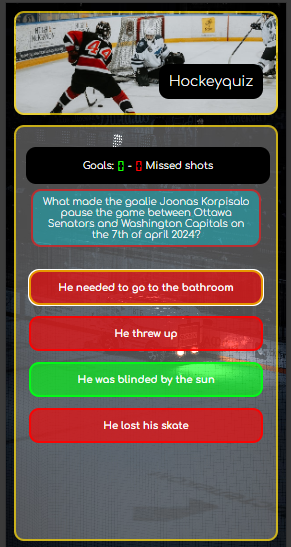 44
Hockeyquiz
Goals: - Missed shots
What made the goalie Joonas Korpisalo
pause the game between Ottawa
Senators and Washington Capitals on
the 7th of april 2024?
He needed to go to the bathroom
He threw up
He was blinded by the sun
He lost his skate